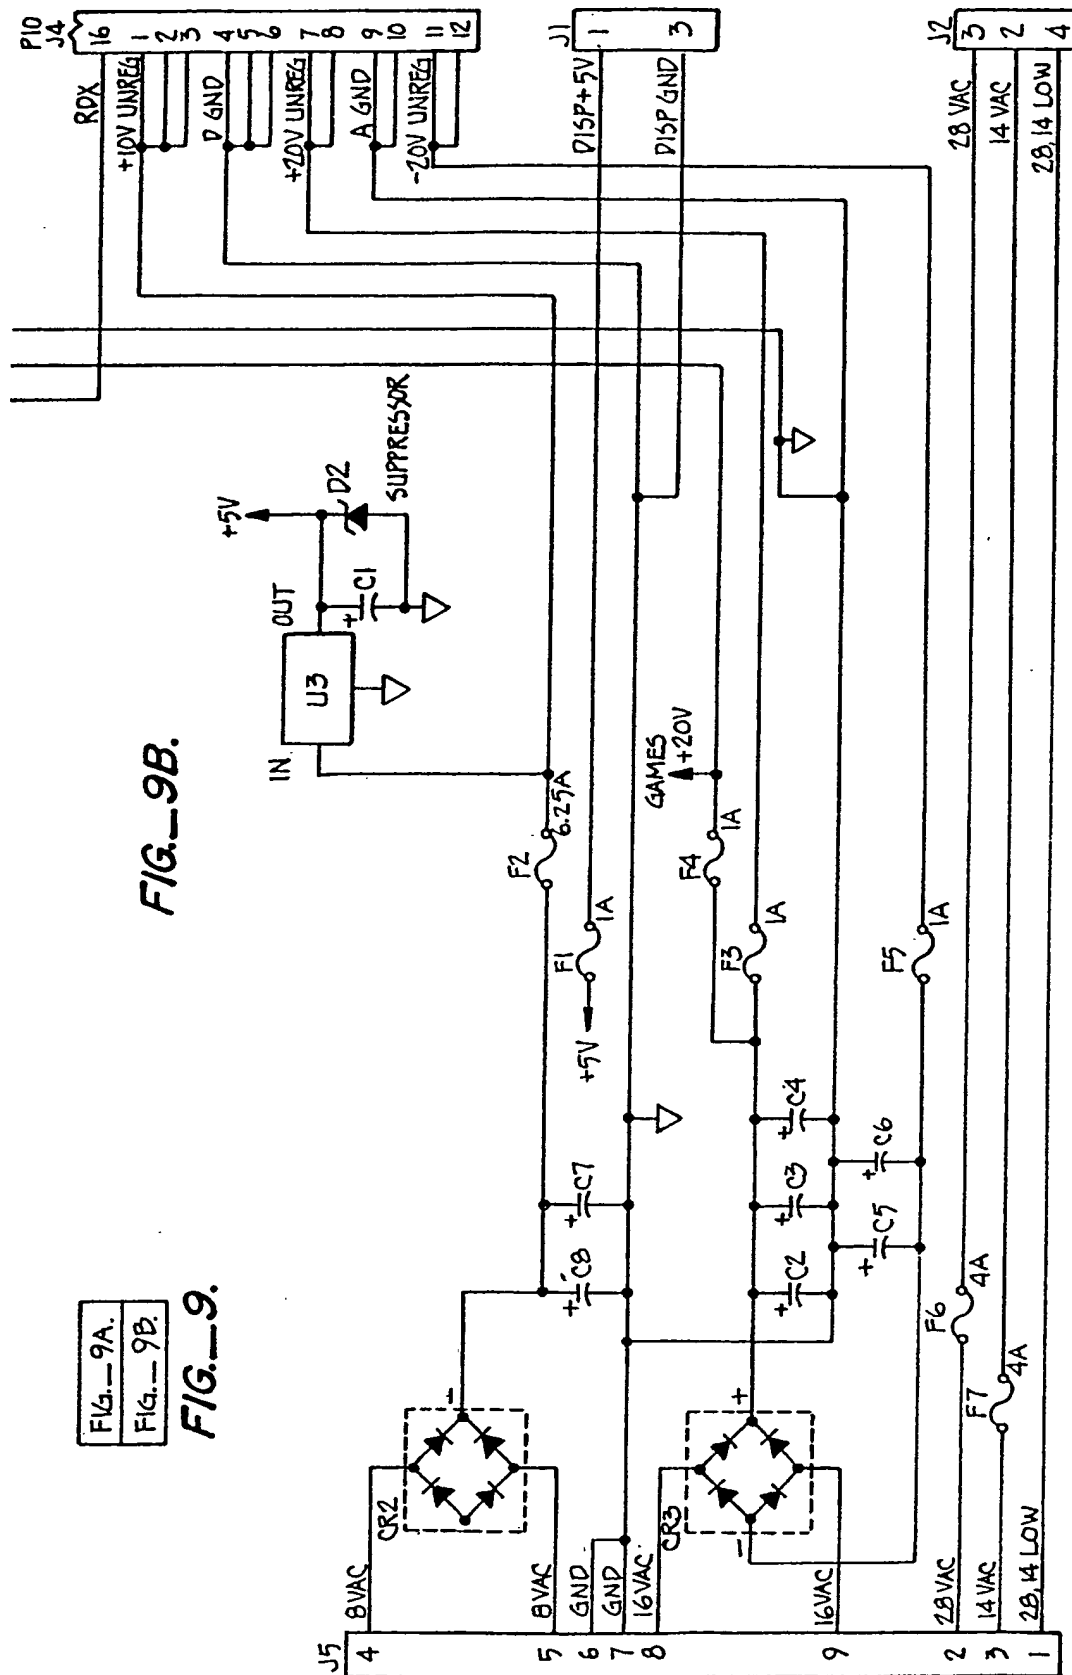 P10
J4
16
1
2
3
4
5
6
7
8
9
10
11
12
RDX
+10V UNREG
D GND
+20V UNREG
A GND
-20V UNREG
J1
1
3
DISP+5V
DISP GND
J2
3
2
4
28 VAC
14 VAC
28, 14 LOW
+5V
D2
SUPPRESSOR
OUT
C1
+
U3
IN
FIG._9B.
F2
6.25A
F1
1A
+5V
GAMES
+20V
F4
1A
F3
1A
F5
1A
+ C8
+ C7
+ C2
+ C3
+ C4
+ C5
+ C6
F6
4A
F7
4A
FIG._9A.
FIG._9B.
FIG._9.
CR2
-
CR3
+
-
J5
4
5
6
7
8
9
2
3
1
8VAC
8VAC
GND
GND
16VAC
16VAC
28VAC
14VAC
28, 14 LOW